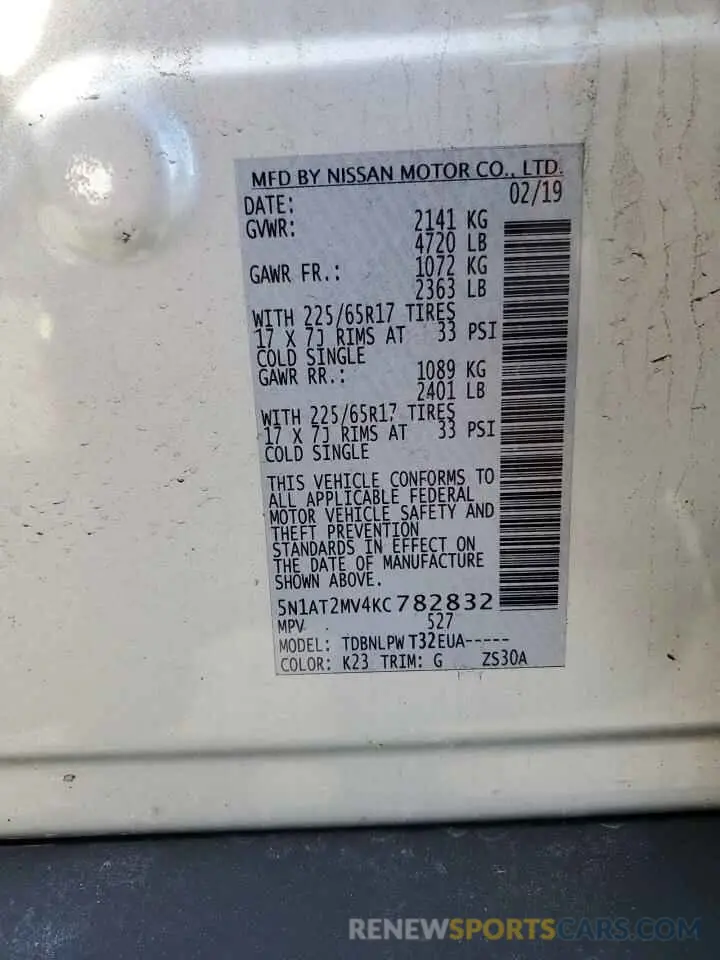 MFD BY NISSAN MOTOR CO., LTD.
DATE: 02/19
GVWR: 2141 KG
4720 LB
GAWR FR.: 1072 KG
2363 LB
WITH 225/65R17 TIRES
17 X 7J RIMS AT 33 PSI
COLD SINGLE
GAWR RR.: 1089 KG
2401 LB
WITH 225/65R17 TIRES
17 X 7J RIMS AT 33 PSI
COLD SINGLE
THIS VEHICLE CONFORMS TO
ALL APPLICABLE FEDERAL
MOTOR VEHICLE SAFETY AND
THEFT PREVENTION
STANDARDS IN EFFECT ON
THE DATE OF MANUFACTURE
SHOWN ABOVE.
5N1AT2MV4KC782832
MPV 527
MODEL: TDBNLPWT32EUA-----
COLOR: K23 TRIM: G ZS30A
RENEWSPORTSCARS.COM